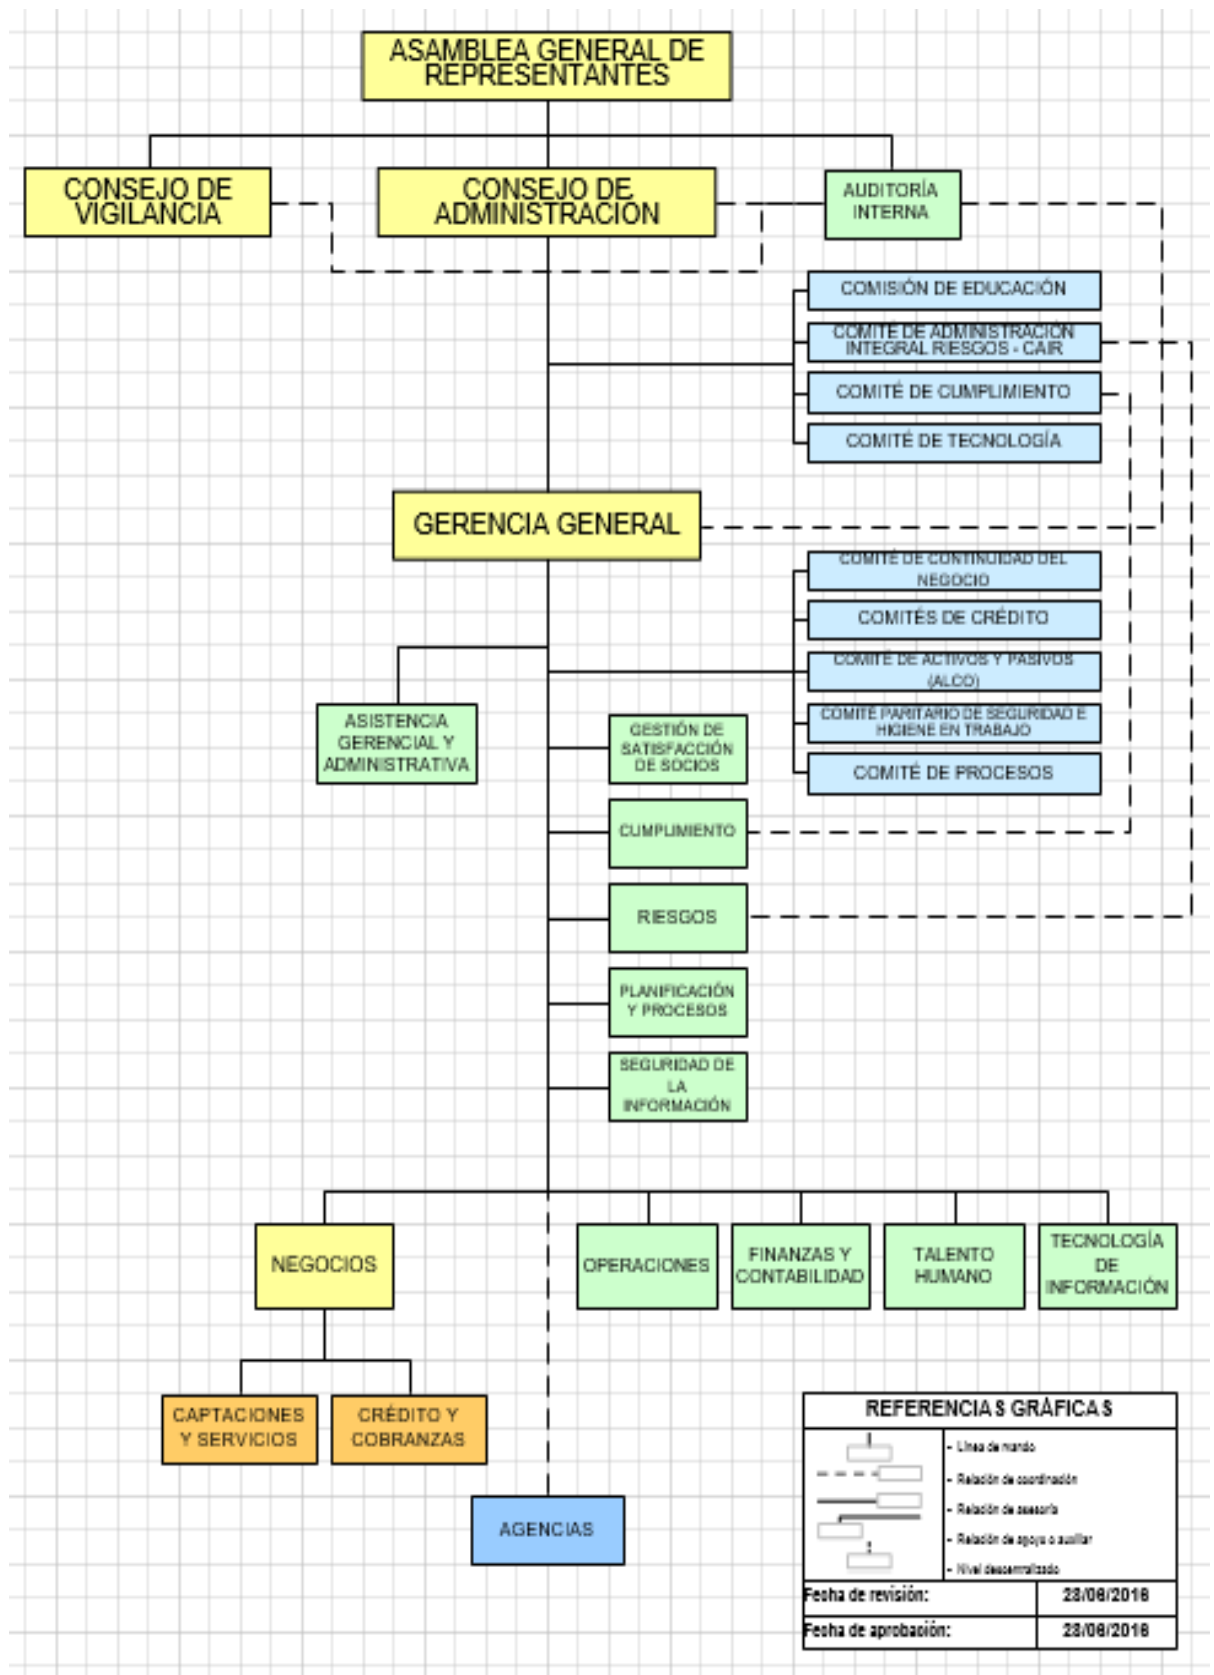 ASAMBLEA GENERAL DE
REPRESENTANTES
CONSEJO DE
VIGILANCIA
CONSEJO DE
ADMINISTRACION
AUDITORÍA
INTERNA
COMISIÓN DE EDUCACIÓN
COMITÉ DE ADMINISTRACIÓN
INTEGRAL RIESGOS - CAIR
COMITÉ DE CUMPLIMIENTO
COMITÉ DE TECNOLOGÍA
GERENCIA GENERAL
COMITÉ DE CONTINUIDAD DEL
NEGOCIO
COMITÉS DE CRÉDITO
COMITÉ DE ACTIVOS Y PASIVOS
(ALCO)
COMITÉ PARITARIO DE SEGURIDAD E
HIGIENE EN TRABAJO
COMITÉ DE PROCESOS
ASISTENCIA
GERENCIAL Y
ADMINISTRATIVA
GESTIÓN DE
SATISFACCIÓN
DE SOCIOS
CUMPLIMIENTO
RIESGOS
PLANIFICACIÓN
Y PROCESOS
SEGURIDAD DE
LA
INFORMACIÓN
NEGOCIOS
OPERACIONES
FINANZAS Y
CONTABILIDAD
TALENTO
HUMANO
TECNOLOGÍA
DE
INFORMACIÓN
CAPTACIONES
Y SERVICIOS
CRÉDITO Y
COBRANZAS
AGENCIAS
REFERENCIAS GRÁFICAS
- Línea de mando
- Relación de coordinación
- Relación de asesoría
- Relación de apoyo o auxiliar
- Nivel descentralizado
Fecha de revisión: 28/06/2016
Fecha de aprobación: 28/06/2016